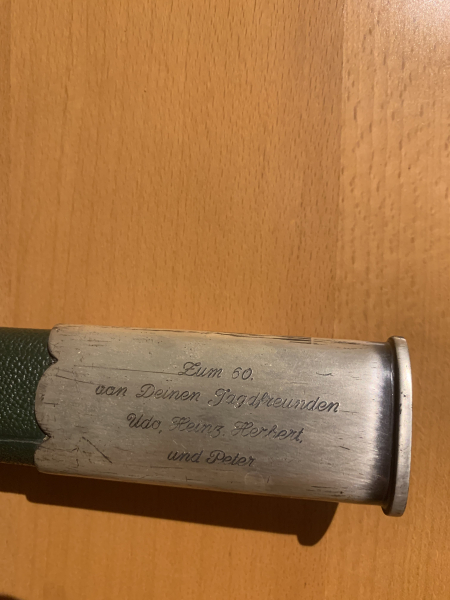 Zum 60.
von Deinen Jagdfreunden
Udo, Heinz, Herbert,
und Peter